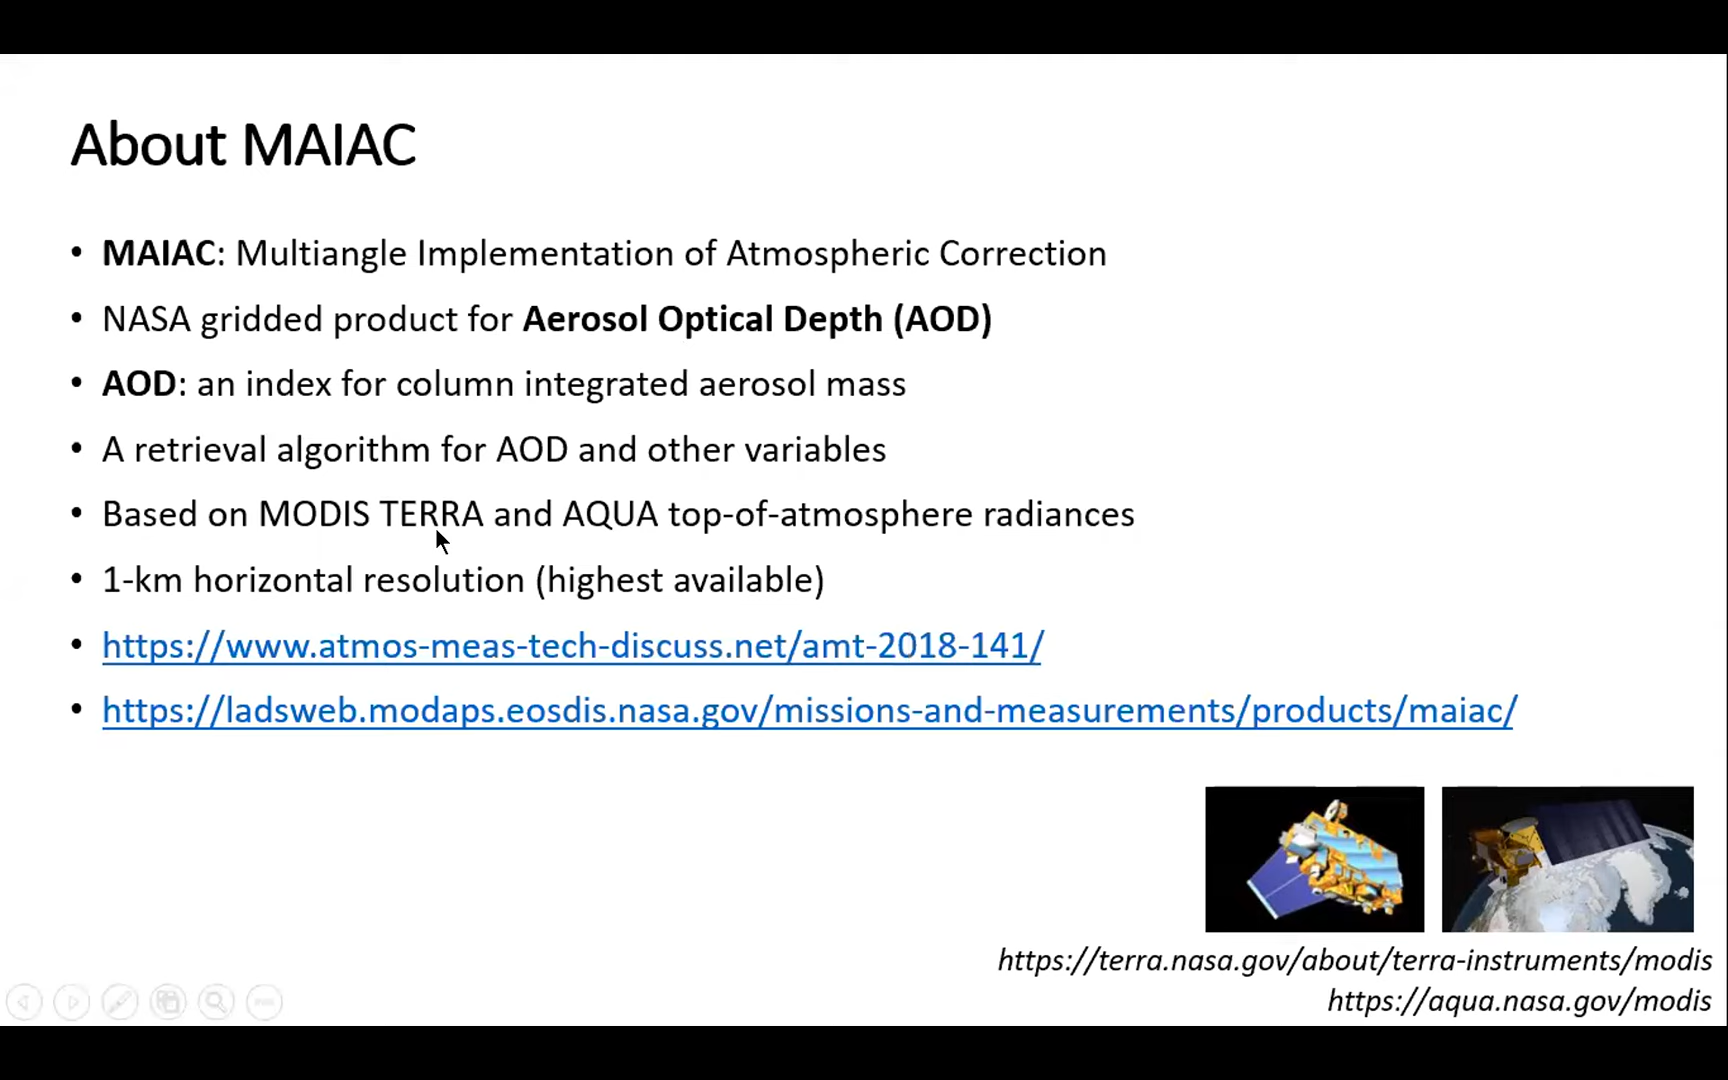 About MAIAC
• MAIAC: Multiangle Implementation of Atmospheric Correction
• NASA gridded product for Aerosol Optical Depth (AOD)
• AOD: an index for column integrated aerosol mass
• A retrieval algorithm for AOD and other variables
• Based on MODIS TERRA and AQUA top-of-atmosphere radiances
• 1-km horizontal resolution (highest available)
• https://www.atmos-meas-tech-discuss.net/amt-2018-141/
• https://ladsweb.modaps.eosdis.nasa.gov/missions-and-measurements/products/maiac/
https://terra.nasa.gov/about/terra-instruments/modis
https://aqua.nasa.gov/modis